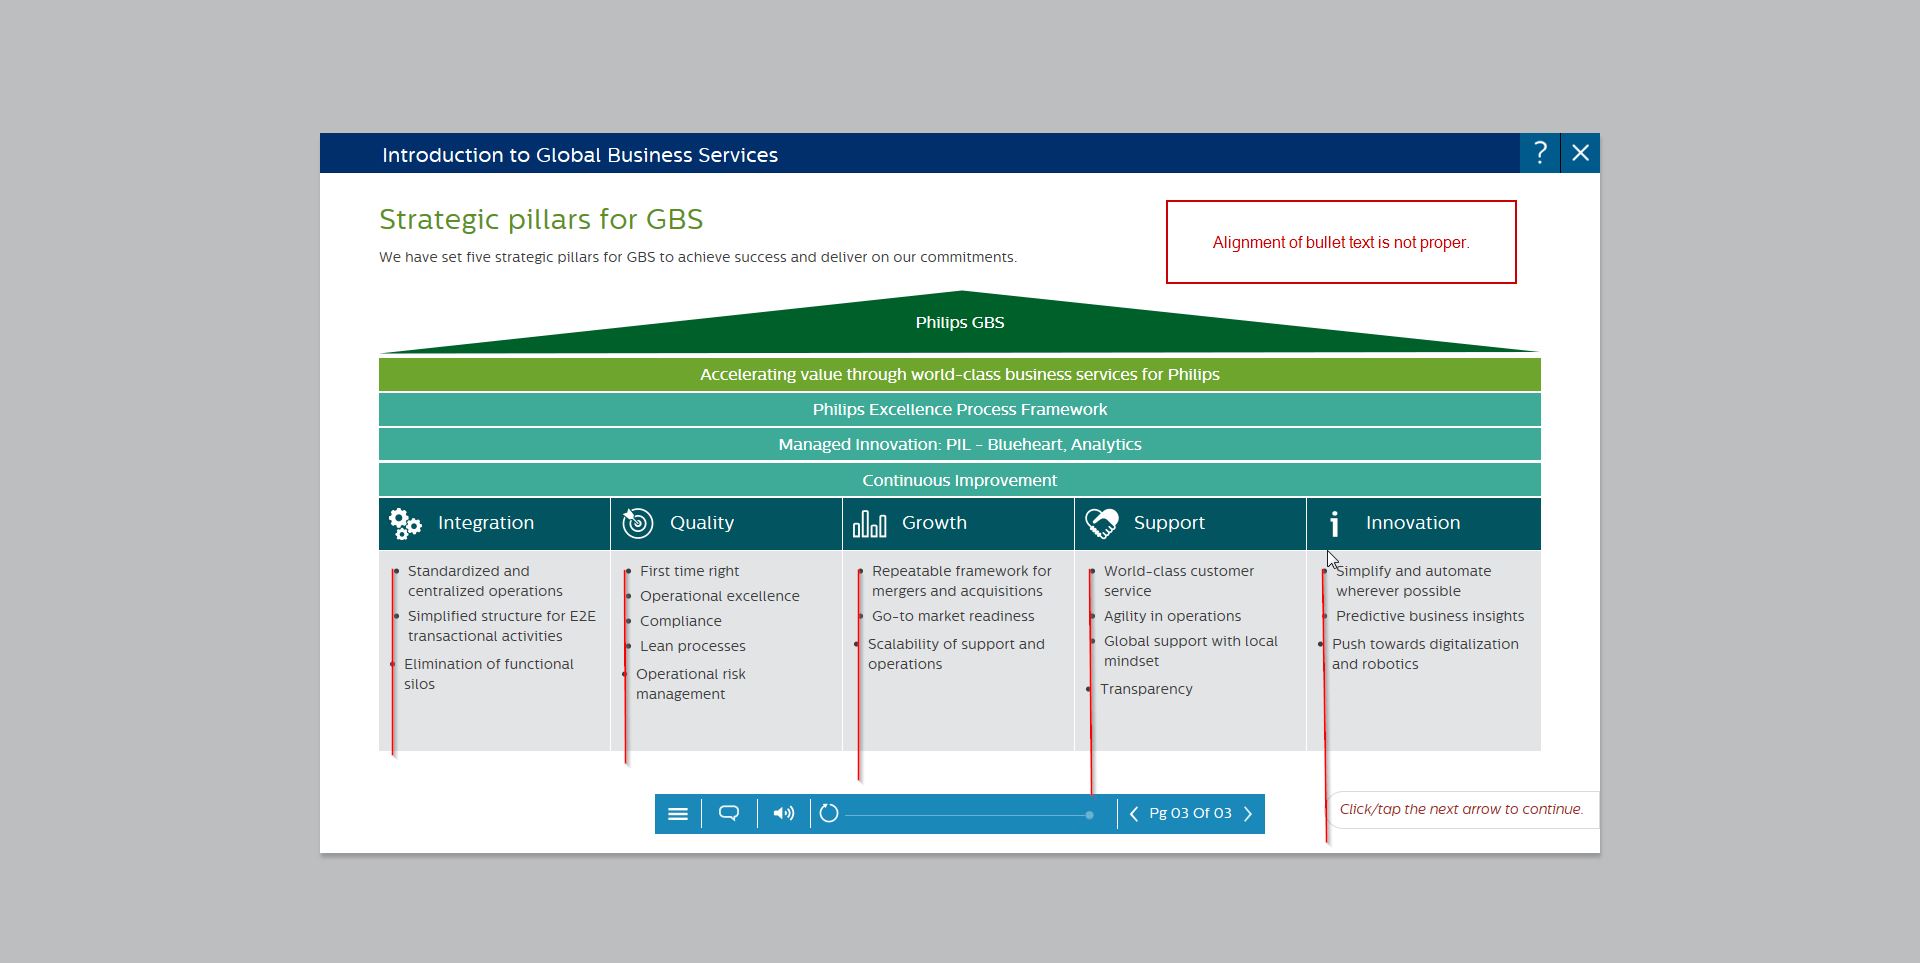 Introduction to Global Business Services
?
Strategic pillars for GBS
We have set five strategic pillars for GBS to achieve success and deliver on our commitments.
Alignment of bullet text is not proper.
Philips GBS
Accelerating value through world-class business services for Philips
Philips Excellence Process Framework
Managed Innovation: PIL - Blueheart, Analytics
Continuous Improvement
Integration
• Standardized and
centralized operations
• Simplified structure for E2E
transactional activities
• Elimination of functional
silos
Quality
• First time right
• Operational excellence
• Compliance
• Lean processes
• Operational risk
management
Growth
• Repeatable framework for
mergers and acquisitions
• Go-to market readiness
• Scalability of support and
operations
Support
• World-class customer
service
• Agility in operations
• Global support with local
mindset
• Transparency
Innovation
• Simplify and automate
wherever possible
• Predictive business insights
• Push towards digitalization
and robotics
Pg 03 Of 03
Click/tap the next arrow to continue.